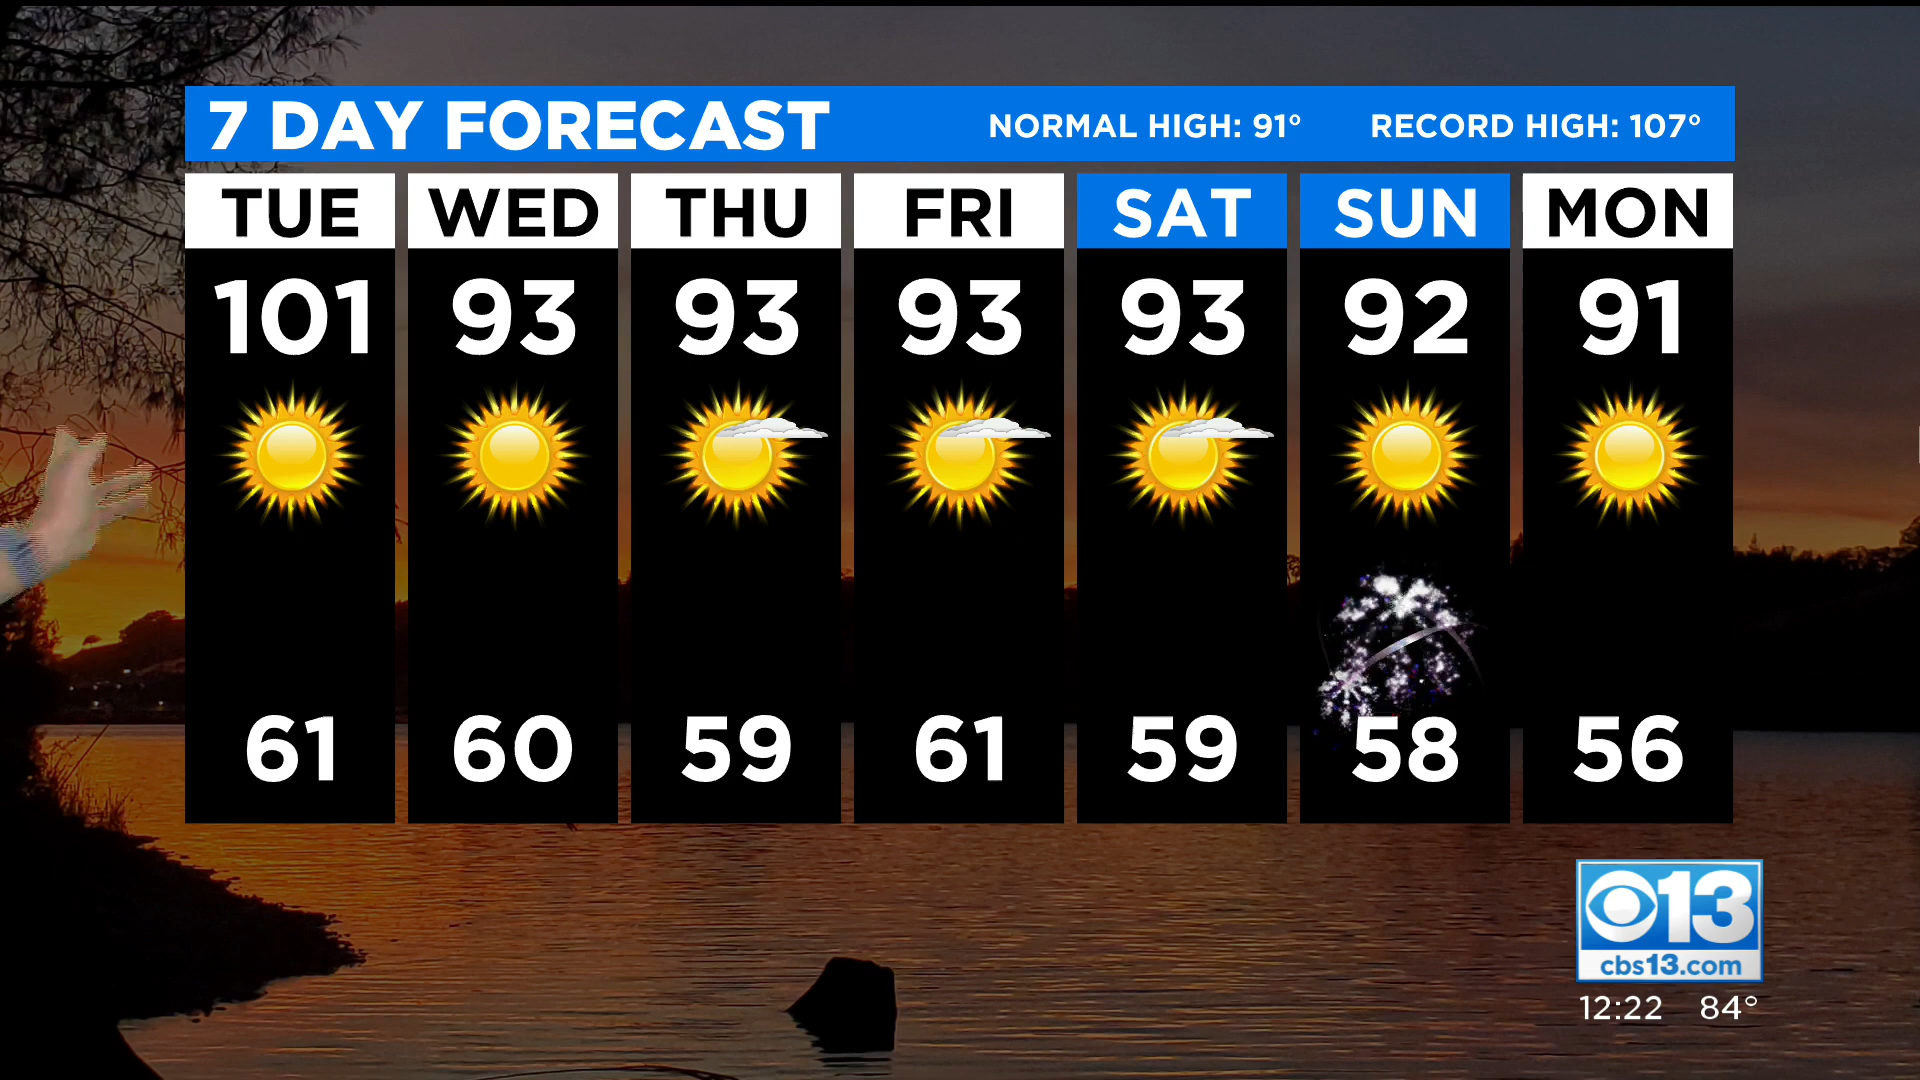 7 DAY FORECAST NORMAL HIGH: 91° RECORD HIGH: 107°
TUE WED THU FRI SAT SUN MON
101 93 93 93 93 92 91
61 60 59 61 59 58 56
13
cbs13.com
12:22 84°